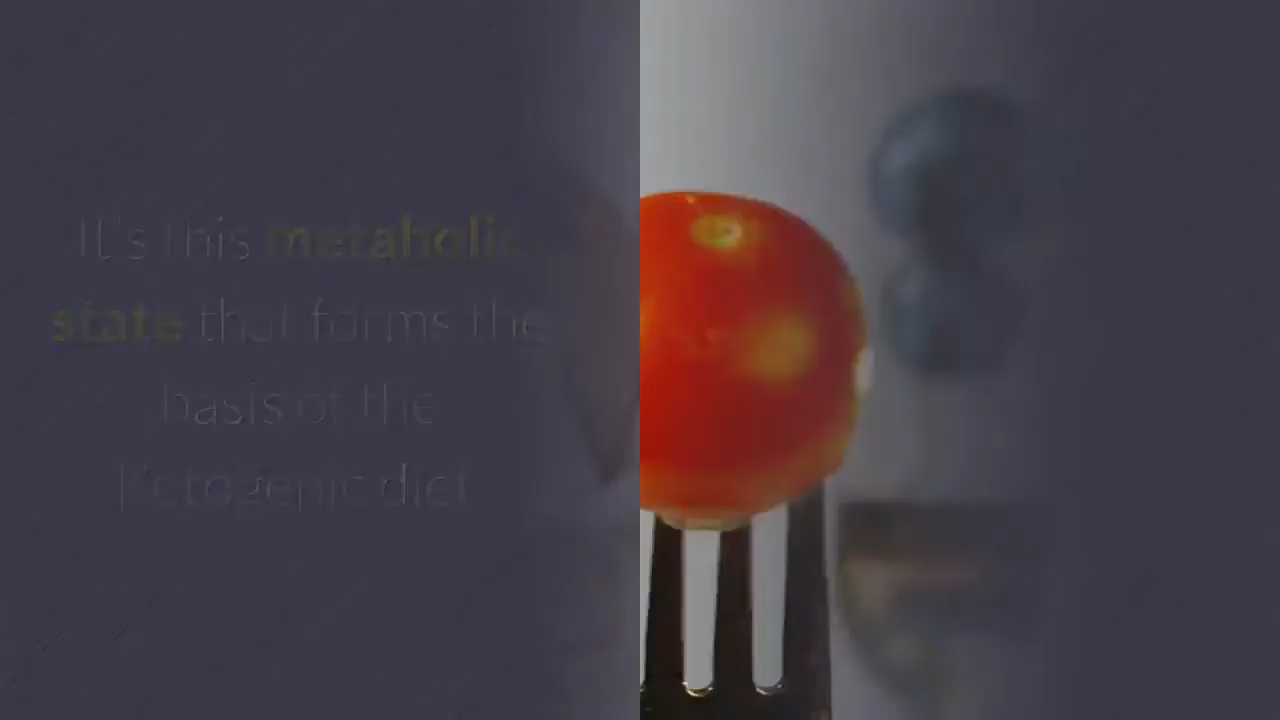 It's this metabolic
state that forms the
basis of the
ketogenic diet